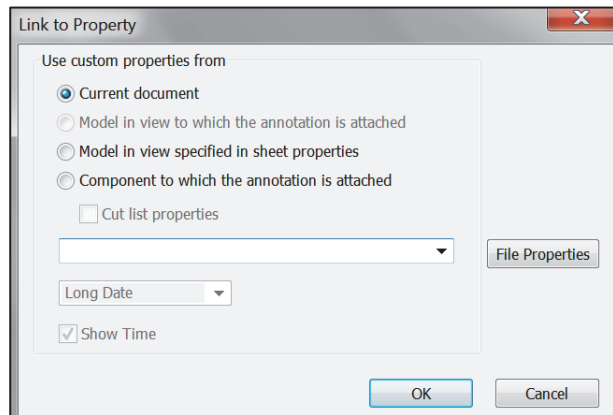 Link to Property
Use custom properties from
Current document
Model in view to which the annotation is attached
Model in view specified in sheet properties
Component to which the annotation is attached
Cut list properties
File Properties
Long Date
Show Time
OK Cancel